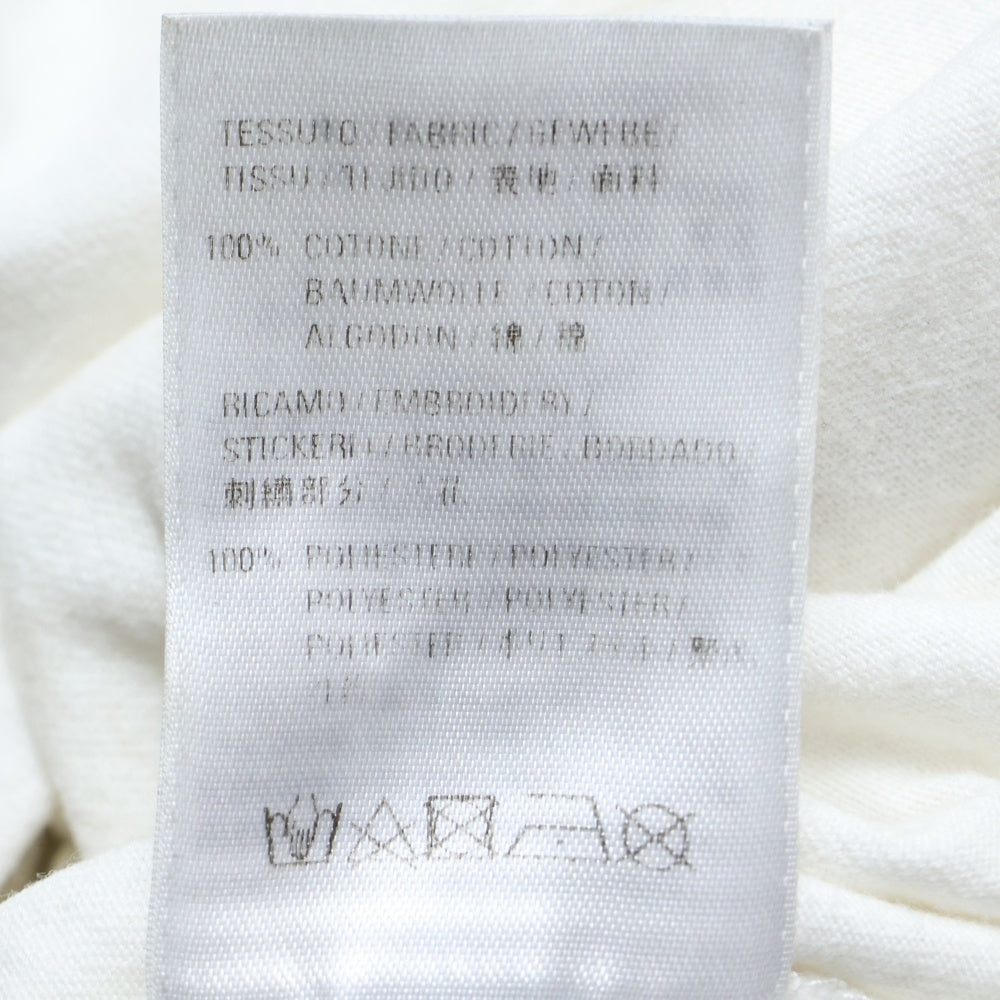 TESSUTO / FABRIC / GEWEBE /
TISSU / TEJIDO / 表地 / 面料
100% COTONE / COTTON /
BAUMWOLLE / COTON /
ALGODON / 綿 / 棉
RICAMO / EMBROIDERY /
STICKEREI / BRODERIE / BORDADO
刺繍部分 /
100% POLIESTERE / POLYESTER /
POLYESTER / POLYESTER /
POLIESTER / ポリエステル /